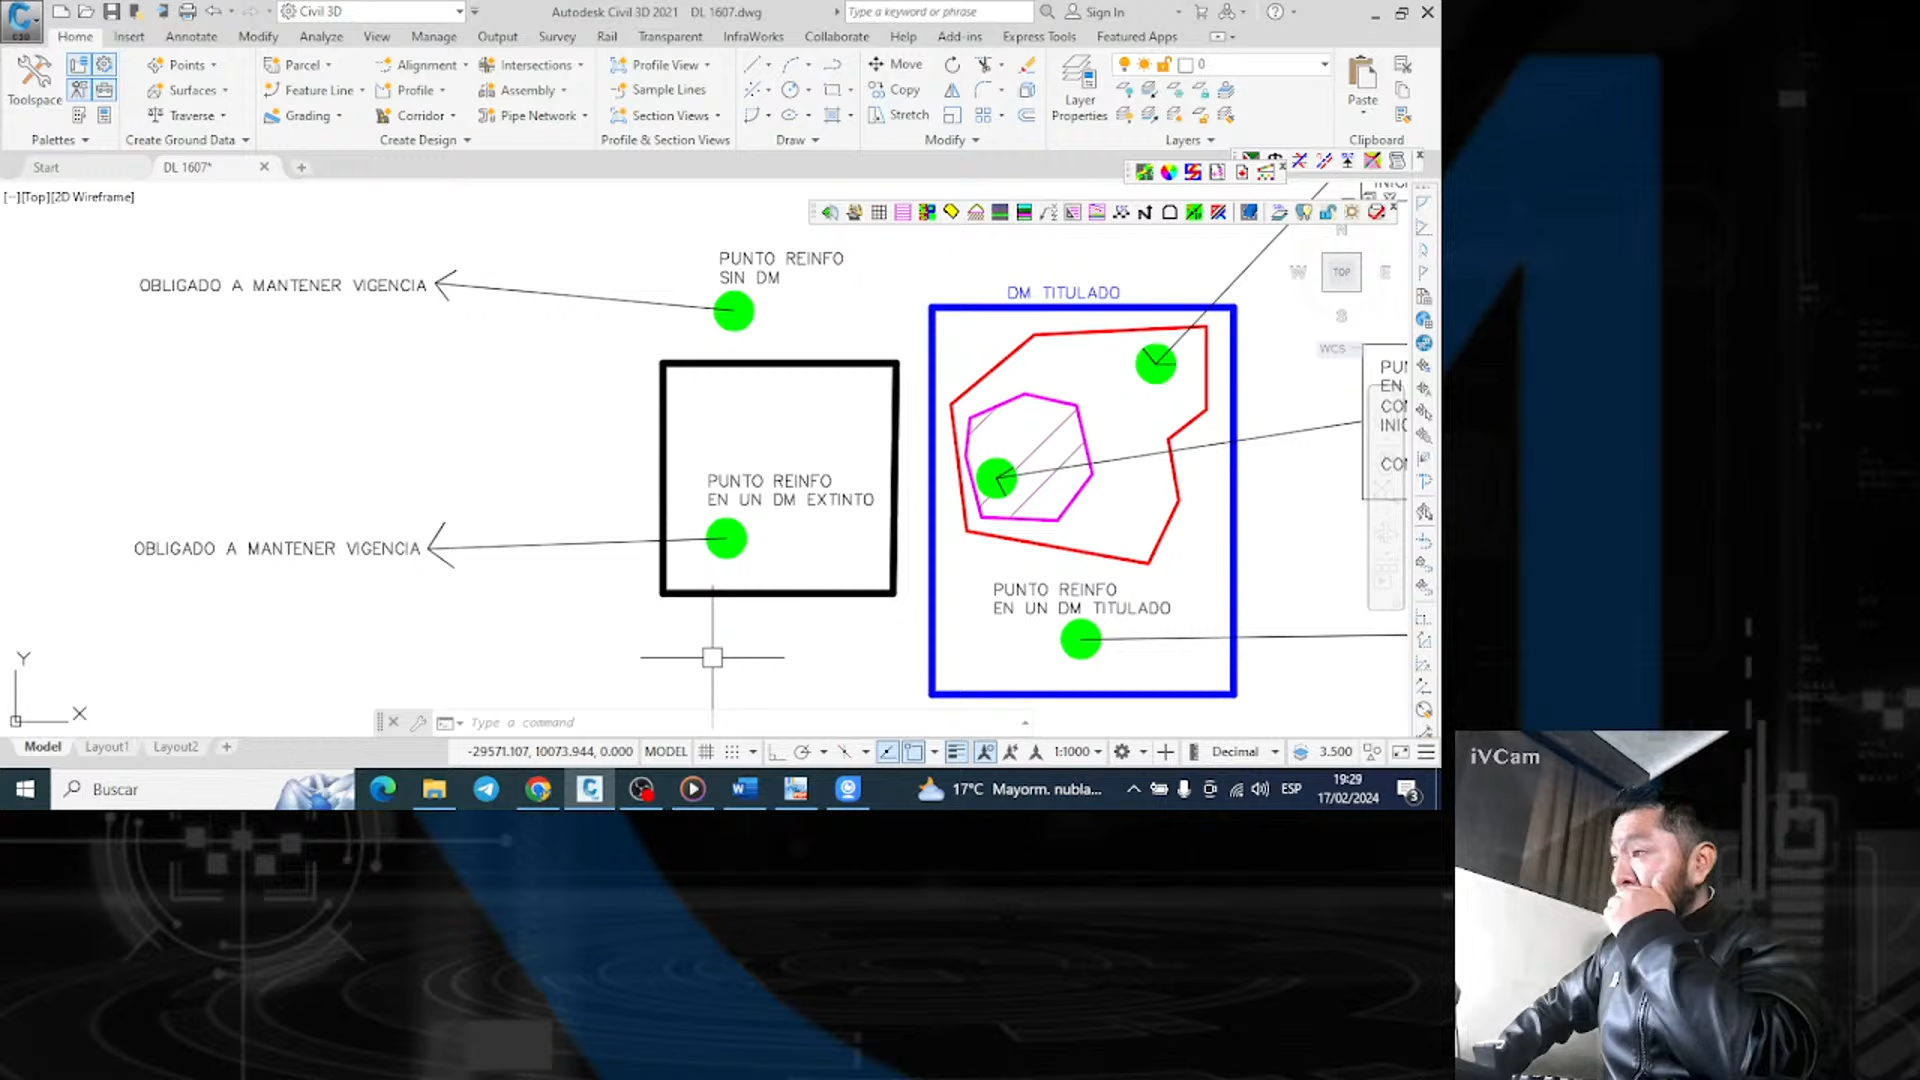 Civil 3D
Autodesk Civil 3D 2021 DL 1607.dwg
Type a keyword or phrase
Sign In
C3D
Home Insert Annotate Modify Analyze View Manage Output Survey Rail Transparent InfraWorks Collaborate Help Add-ins Express Tools Featured Apps
Toolspace
Points
Surfaces
Traverse
Parcel
Feature Line
Grading
Alignment
Profile
Corridor
Intersections
Assembly
Pipe Network
Profile View
Sample Lines
Section Views
Move
Copy
Stretch
Layer
Properties
0
Paste
Palettes Create Ground Data Create Design Profile & Section Views Draw Modify Layers Clipboard
Start DL 1607*
[−][Top][2D Wireframe]
N
W TOP E
S
WCS
PUNTO REINFO
SIN DM
OBLIGADO A MANTENER VIGENCIA
DM TITULADO
PUNTO REINFO
EN UN DM EXTINTO
OBLIGADO A MANTENER VIGENCIA
PUNTO REINFO
EN UN DM TITULADO
EN
Y
X
Type a command
Model Layout1 Layout2
-29571.107, 10073.944, 0.000 MODEL 1:1000 Decimal 3.500
Buscar
17°C Mayorm. nubla... ESP
19:29
17/02/2024
3
iVCam